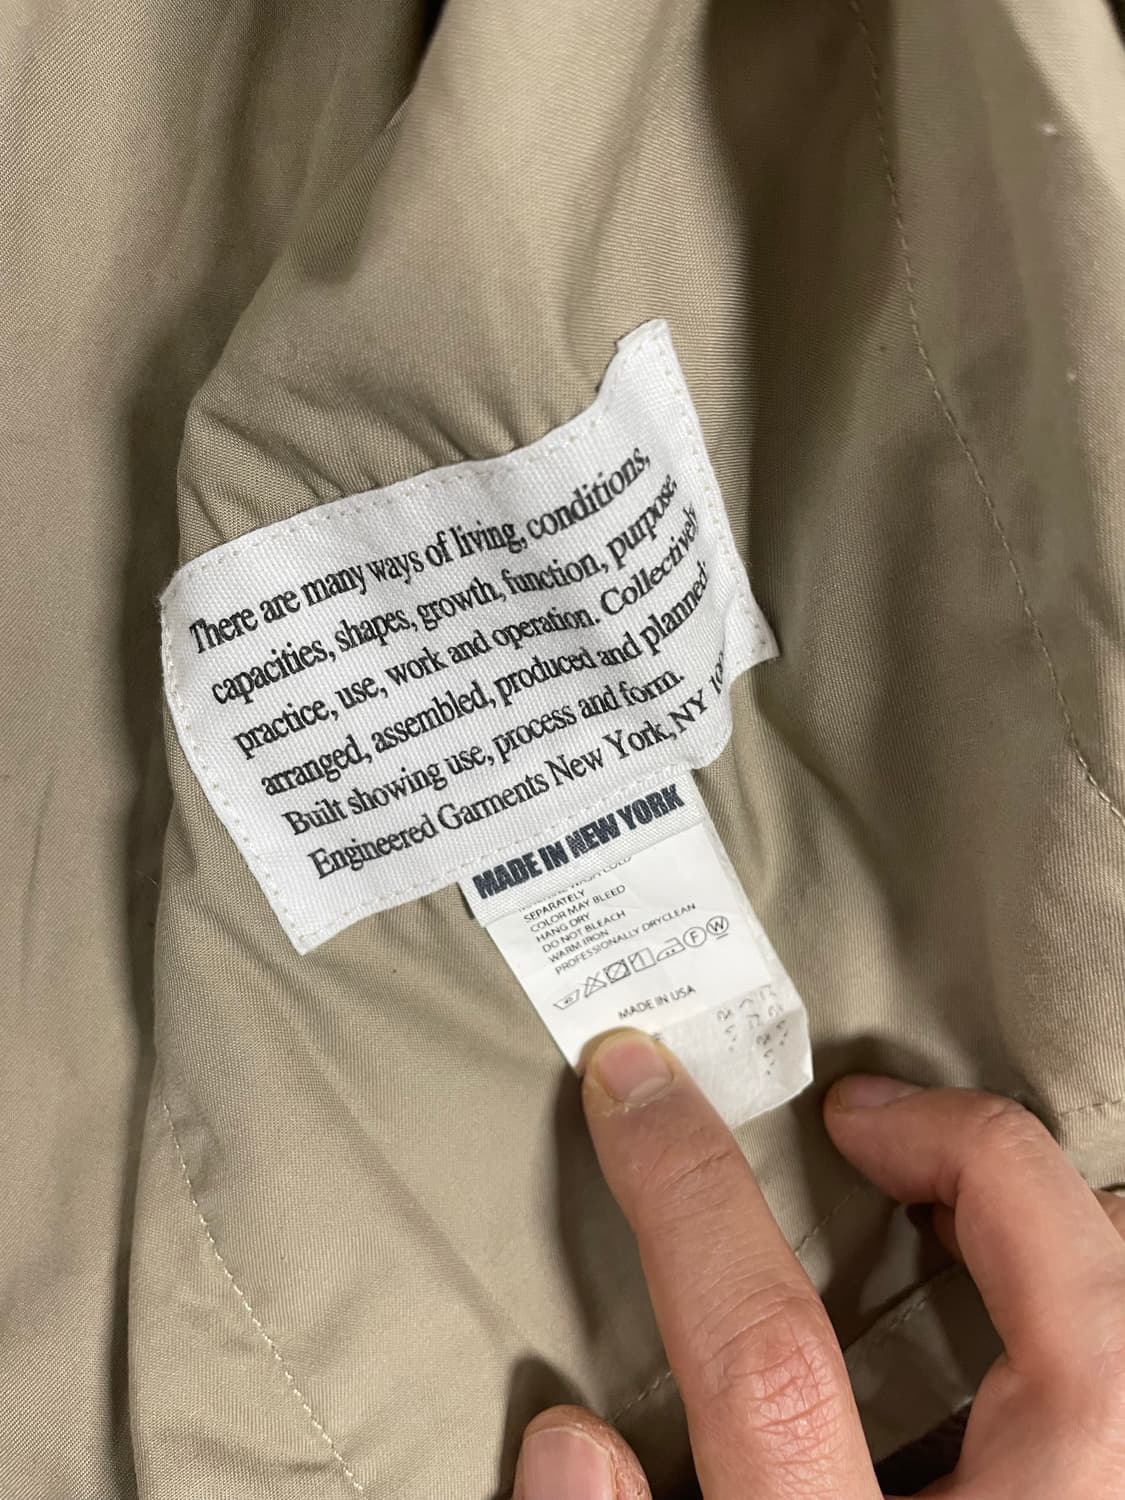 There are many ways of living, conditions,
capacities, shapes, growth, function, purpose,
practice, use, work and operation. Collectively,
arranged, assembled, produced and planned.
Built showing use, process and form.
Engineered Garments New York, NY
MADE IN NEW YORK
WASH COLD
SEPARATELY
COLOR MAY BLEED
HANG DRY
DO NOT BLEACH
WARM IRON
PROFESSIONALLY DRYCLEAN
F W
MADE IN USA